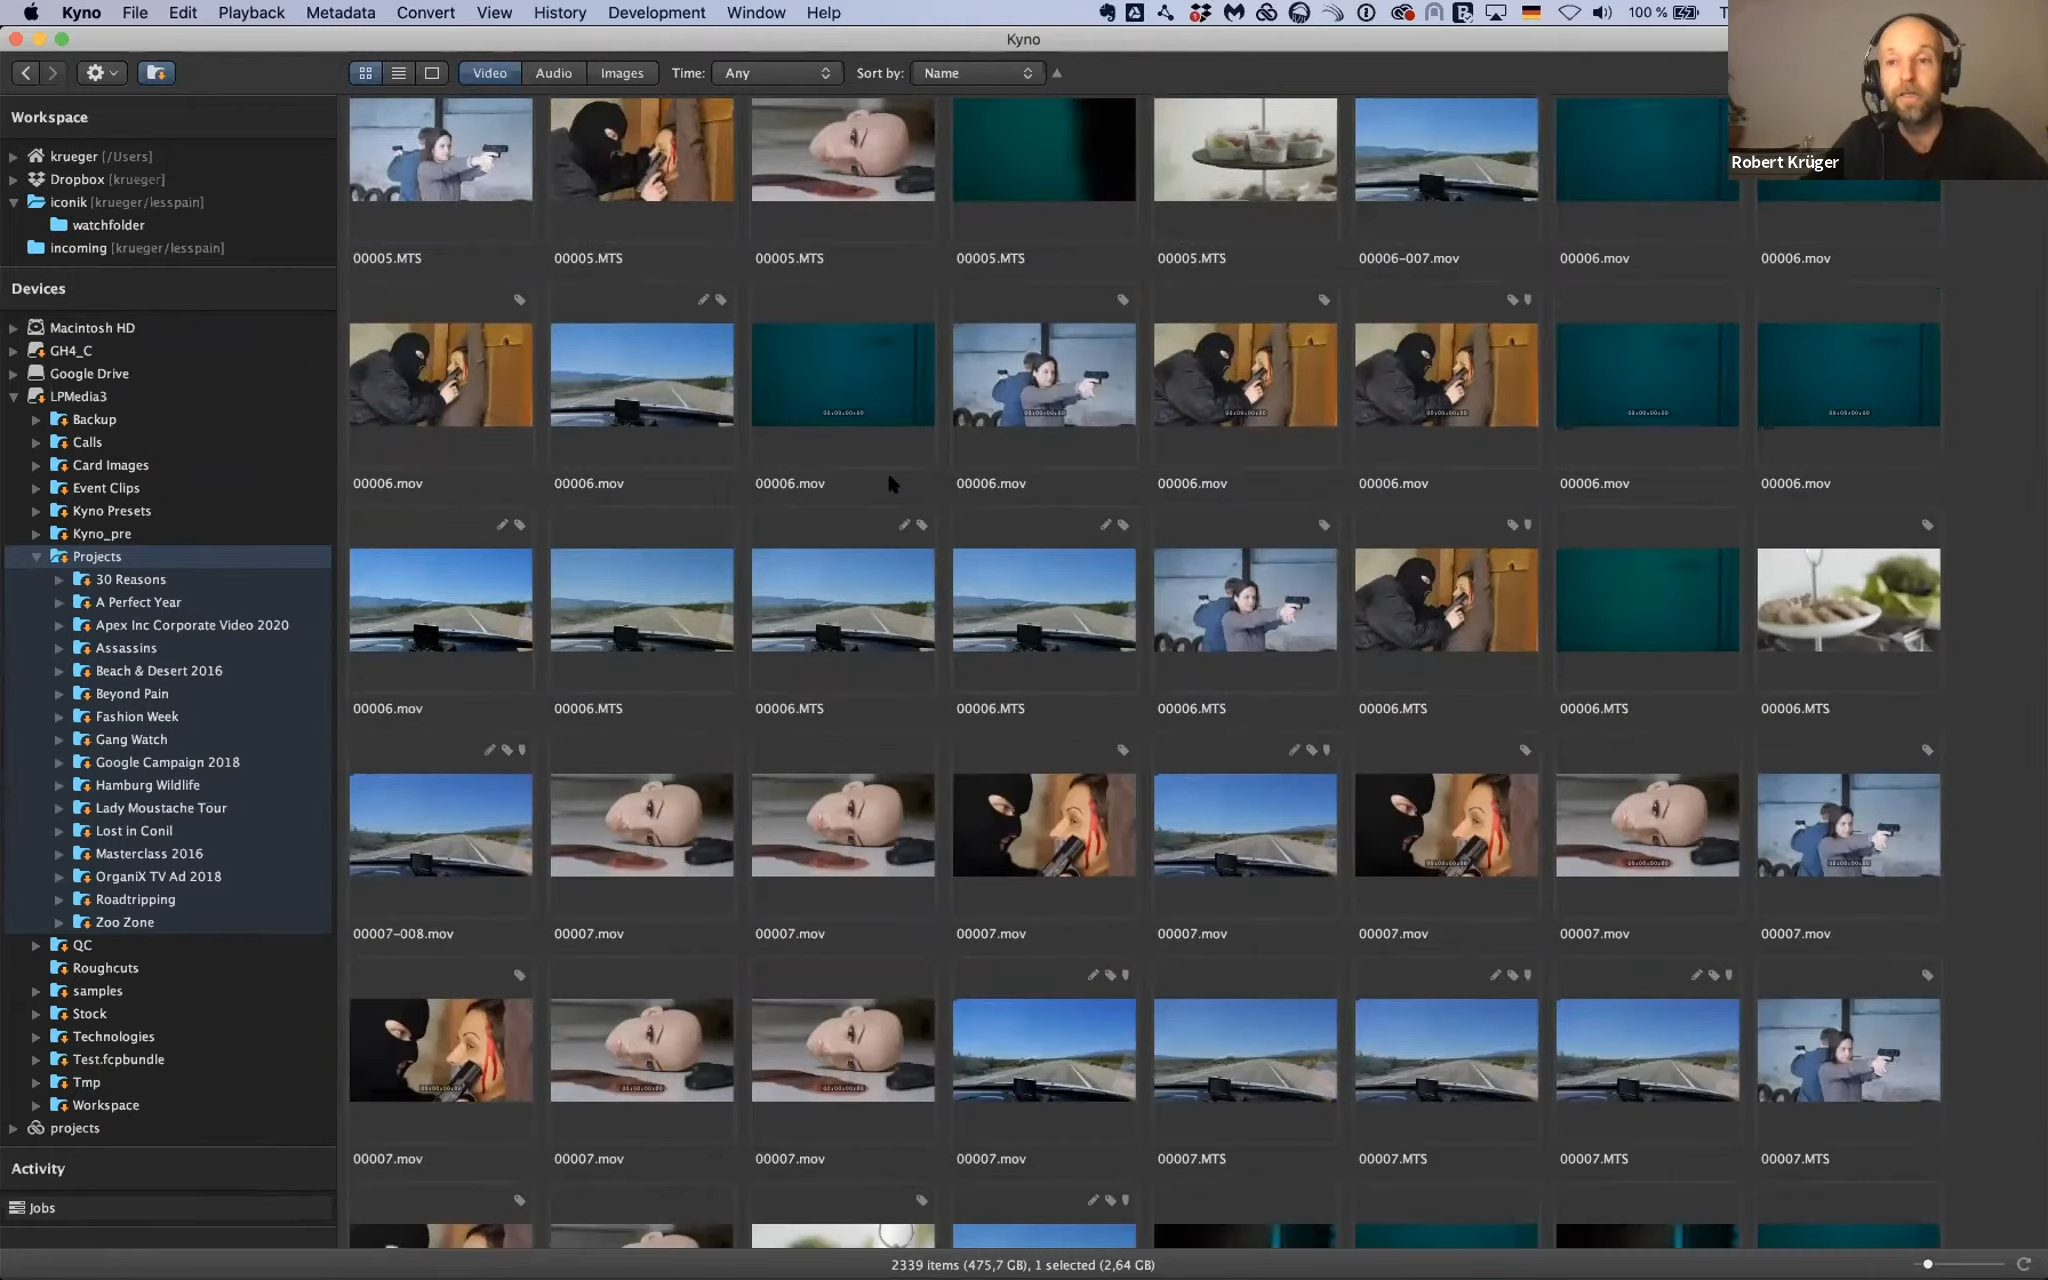 Kyno File Edit Playback Metadata Convert View History Development Window Help 100 %
Kyno
Video Audio Images Time: Any Sort by: Name
Robert Krüger
Workspace
krueger [/Users]
Dropbox [krueger]
iconik [krueger/lesspain]
watchfolder
incoming [krueger/lesspain]
Devices
Macintosh HD
GH4_C
Google Drive
LPMedia3
Backup
Calls
Card Images
Event Clips
Kyno Presets
Kyno_pre
Projects
30 Reasons
A Perfect Year
Apex Inc Corporate Video 2020
Assassins
Beach & Desert 2016
Beyond Pain
Fashion Week
Gang Watch
Google Campaign 2018
Hamburg Wildlife
Lady Moustache Tour
Lost in Conil
Masterclass 2016
OrganiX TV Ad 2018
Roadtripping
Zoo Zone
QC
Roughcuts
samples
Stock
Technologies
Test.fcpbundle
Tmp
Workspace
projects
Activity
Jobs
00005.MTS 00005.MTS 00005.MTS 00005.MTS 00005.MTS 00006-007.mov 00006.mov 00006.mov
00006.mov 00006.mov 00006.mov 00006.mov 00006.mov 00006.mov 00006.mov 00006.mov
00006.mov 00006.MTS 00006.MTS 00006.MTS 00006.MTS 00006.MTS 00006.MTS 00006.MTS
00007-008.mov 00007.mov 00007.mov 00007.mov 00007.mov 00007.mov 00007.mov 00007.mov
00007.mov 00007.mov 00007.mov 00007.mov 00007.MTS 00007.MTS 00007.MTS 00007.MTS
2339 items (475,7 GB), 1 selected (2,64 GB)